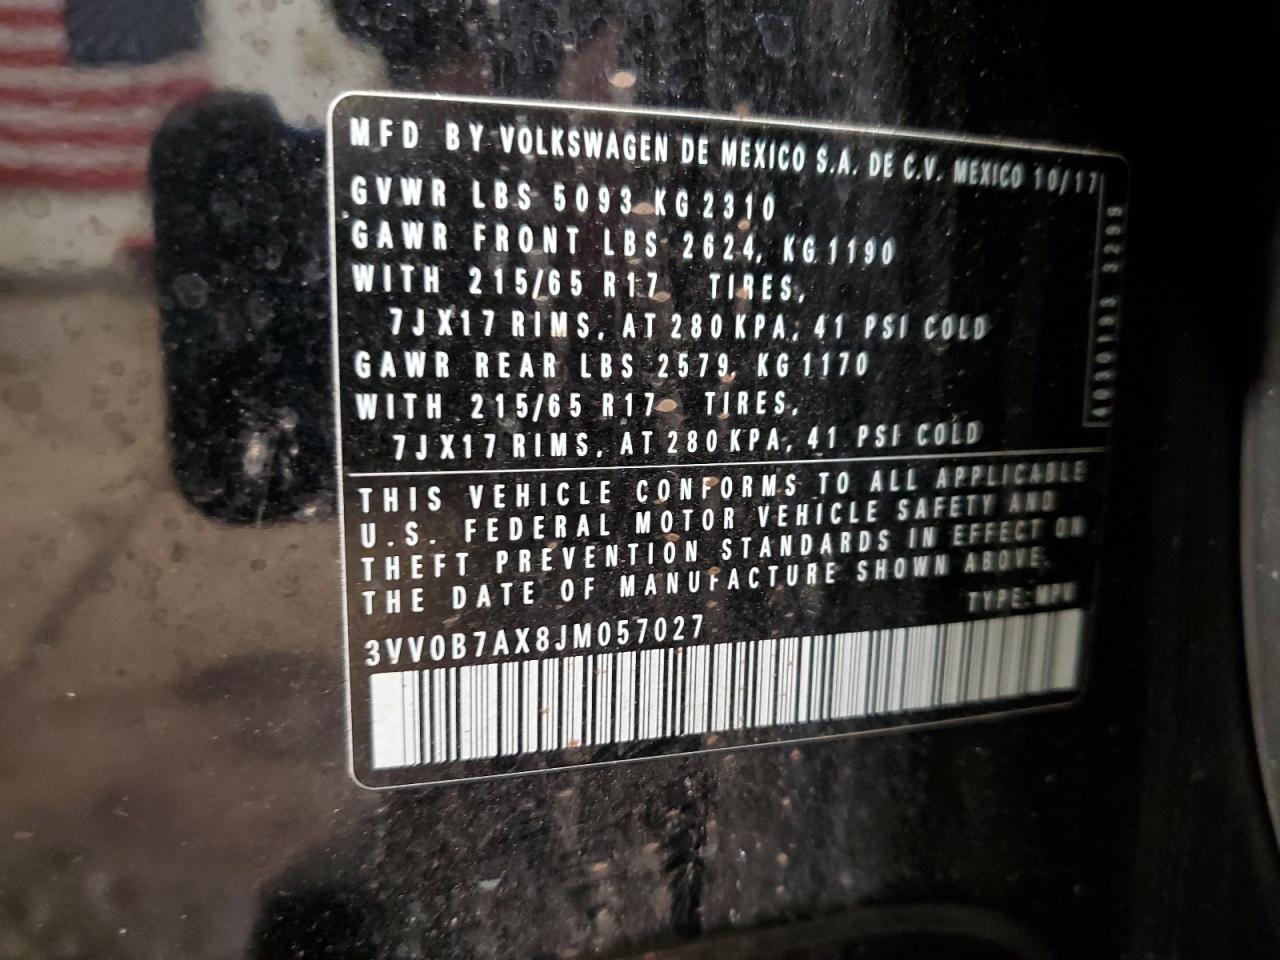 MFD BY VOLKSWAGEN DE MEXICO S.A. DE C.V. MEXICO 10/17
GVWR LBS 5093 KG 2310
GAWR FRONT LBS 2624, KG 1190
WITH 215/65 R17 TIRES,
7JX17 RIMS, AT 280 KPA, 41 PSI COLD
GAWR REAR LBS 2579, KG 1170
WITH 215/65 R17 TIRES,
7JX17 RIMS, AT 280 KPA, 41 PSI COLD
THIS VEHICLE CONFORMS TO ALL APPLICABLE
U.S. FEDERAL MOTOR VEHICLE SAFETY AND
THEFT PREVENTION STANDARDS IN EFFECT ON
THE DATE OF MANUFACTURE SHOWN ABOVE.
TYPE: MPV
3VV0B7AX8JM057027